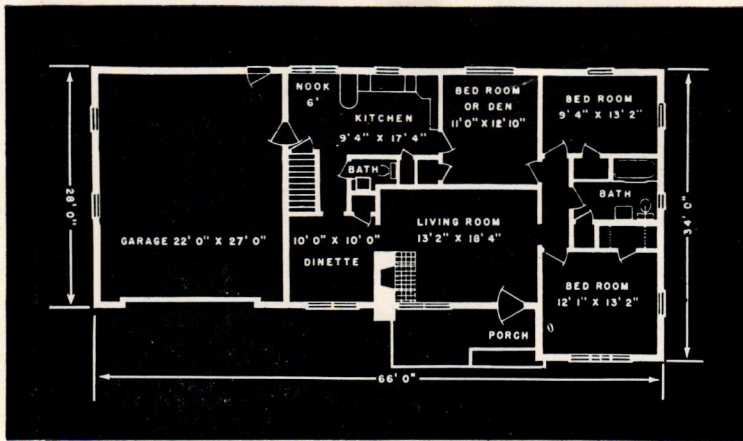 NOOK
6'
KITCHEN
9' 4" X 17' 4"
BED ROOM
OR DEN
11' 0" X 12' 10"
BED ROOM
9' 4" X 13' 2"
BATH
BATH
28' 0"
GARAGE 22' 0" X 27' 0"
10' 0" X 10' 0"
DINETTE
LIVING ROOM
13' 2" X 18' 4"
34' 0"
BED ROOM
12' 1" X 13' 2"
PORCH
66' 0"